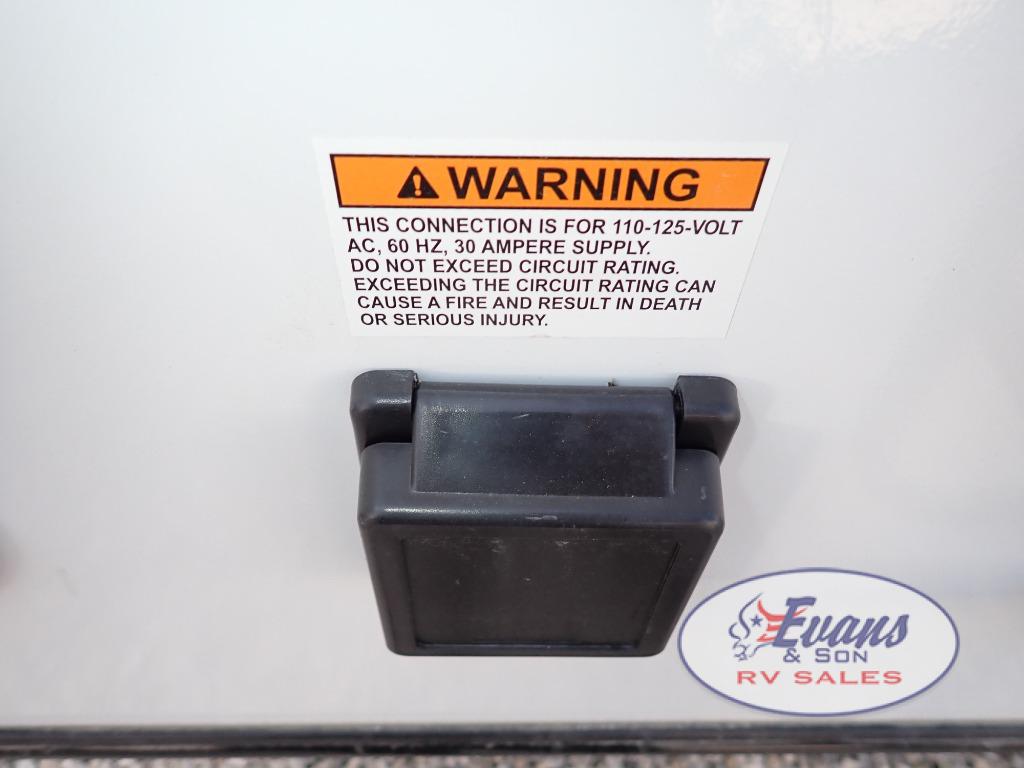 WARNING
THIS CONNECTION IS FOR 110-125-VOLT
AC, 60 HZ, 30 AMPERE SUPPLY.
DO NOT EXCEED CIRCUIT RATING.
EXCEEDING THE CIRCUIT RATING CAN
CAUSE A FIRE AND RESULT IN DEATH
OR SERIOUS INJURY.
Evans
& SON
RV SALES